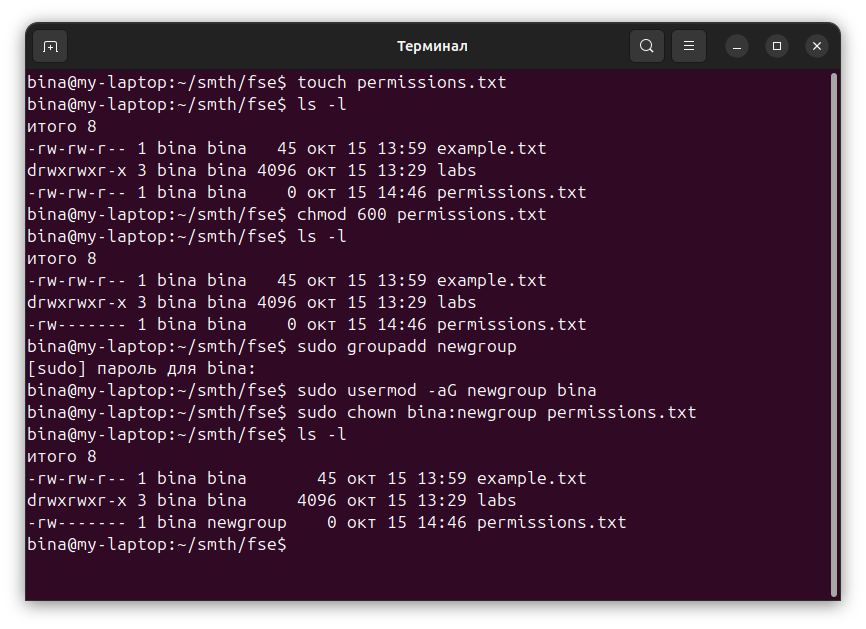 Терминал
bina@my-laptop:~/smth/fse$ touch permissions.txt
bina@my-laptop:~/smth/fse$ ls -l
итого 8
-rw-rw-r-- 1 bina bina   45 окт 15 13:59 example.txt
drwxrwxr-x 3 bina bina 4096 окт 15 13:29 labs
-rw-rw-r-- 1 bina bina    0 окт 15 14:46 permissions.txt
bina@my-laptop:~/smth/fse$ chmod 600 permissions.txt
bina@my-laptop:~/smth/fse$ ls -l
итого 8
-rw-rw-r-- 1 bina bina   45 окт 15 13:59 example.txt
drwxrwxr-x 3 bina bina 4096 окт 15 13:29 labs
-rw------- 1 bina bina    0 окт 15 14:46 permissions.txt
bina@my-laptop:~/smth/fse$ sudo groupadd newgroup
[sudo] пароль для bina:
bina@my-laptop:~/smth/fse$ sudo usermod -aG newgroup bina
bina@my-laptop:~/smth/fse$ sudo chown bina:newgroup permissions.txt
bina@my-laptop:~/smth/fse$ ls -l
итого 8
-rw-rw-r-- 1 bina bina       45 окт 15 13:59 example.txt
drwxrwxr-x 3 bina bina     4096 окт 15 13:29 labs
-rw------- 1 bina newgroup    0 окт 15 14:46 permissions.txt
bina@my-laptop:~/smth/fse$